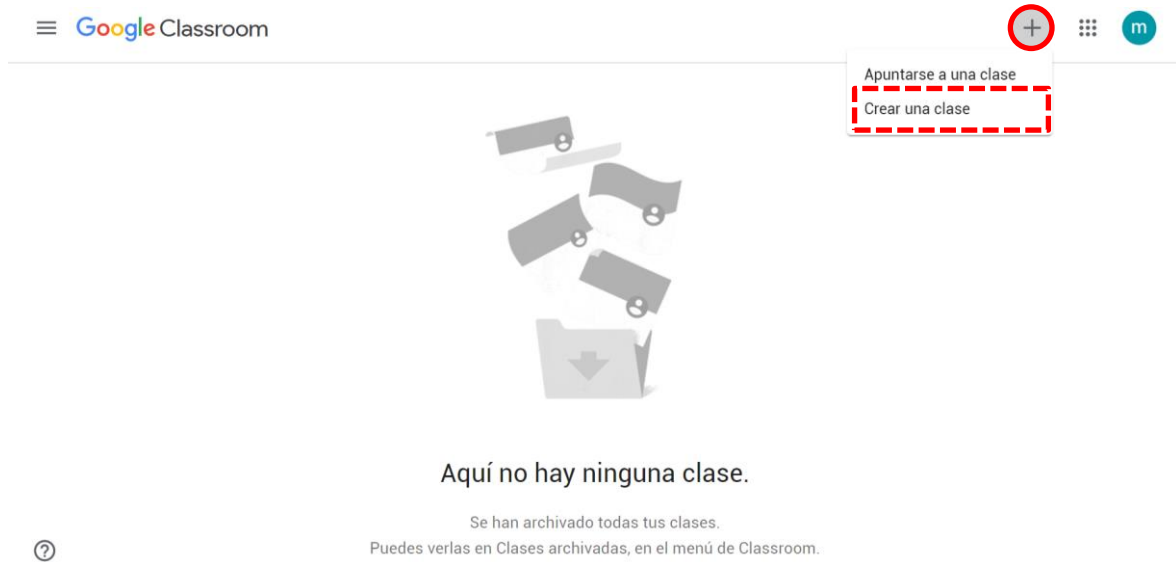 Google Classroom
m
Apuntarse a una clase
Crear una clase
Aquí no hay ninguna clase.
Se han archivado todas tus clases.
Puedes verlas en Clases archivadas, en el menú de Classroom.